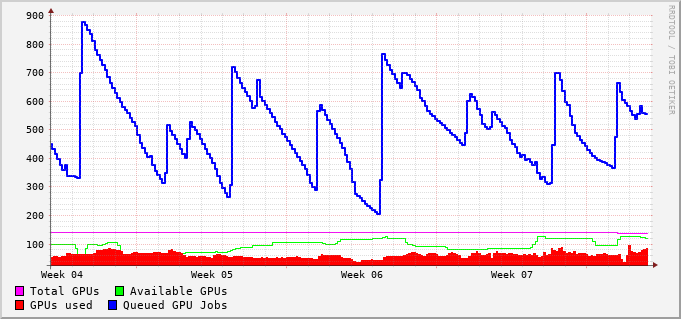 900
800
700
600
500
400
300
200
100
Week 04 Week 05 Week 06 Week 07
Total GPUs Available GPUs
GPUs used Queued GPU Jobs
RRDTOOL / TOBI OETIKER